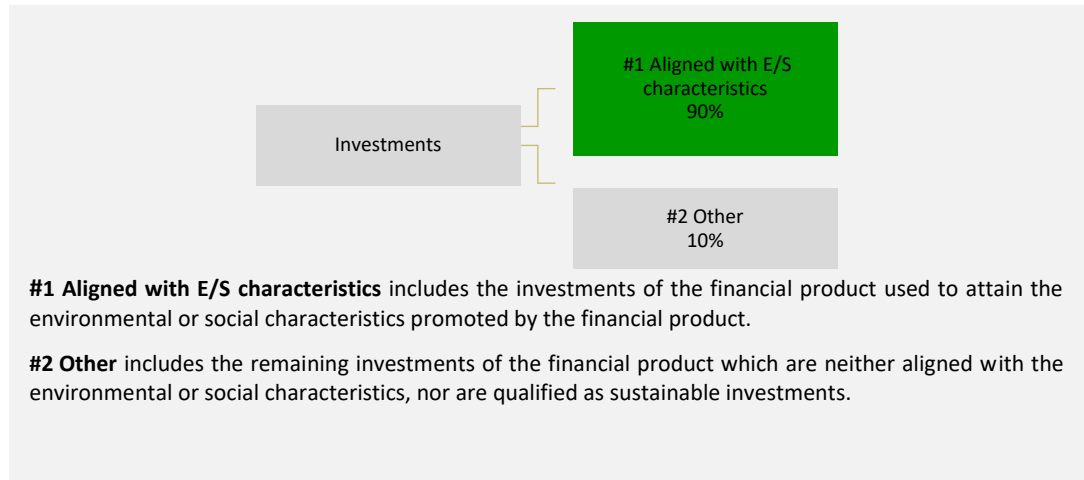 #1 Aligned with E/S
characteristics
90%
Investments
#2 Other
10%
#1 Aligned with E/S characteristics includes the investments of the financial product used to attain the
environmental or social characteristics promoted by the financial product.
#2 Other includes the remaining investments of the financial product which are neither aligned with the
environmental or social characteristics, nor are qualified as sustainable investments.